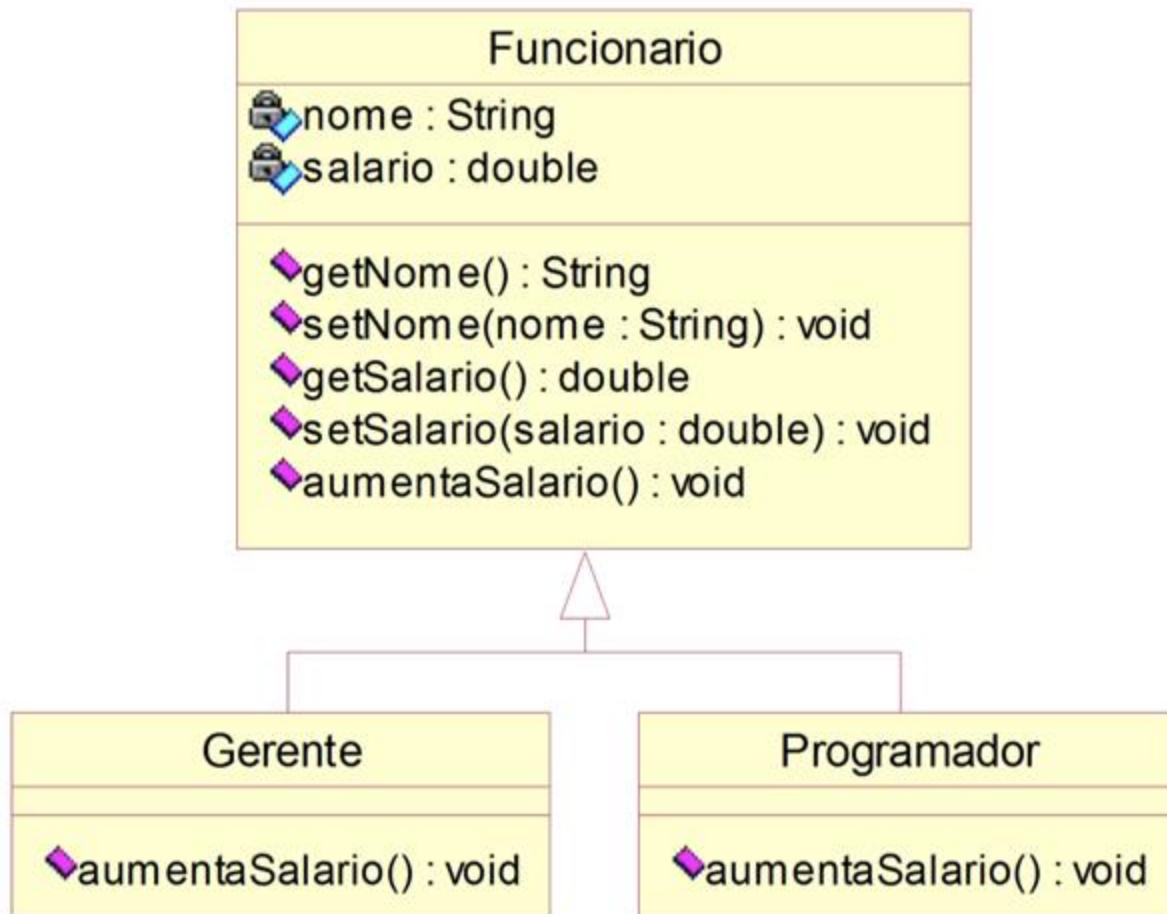 Funcionario
nome : String
salario : double
getNome() : String
setNome(nome : String) : void
getSalario() : double
setSalario(salario : double) : void
aumentaSalario() : void
Gerente
aumentaSalario() : void
Programador
aumentaSalario() : void